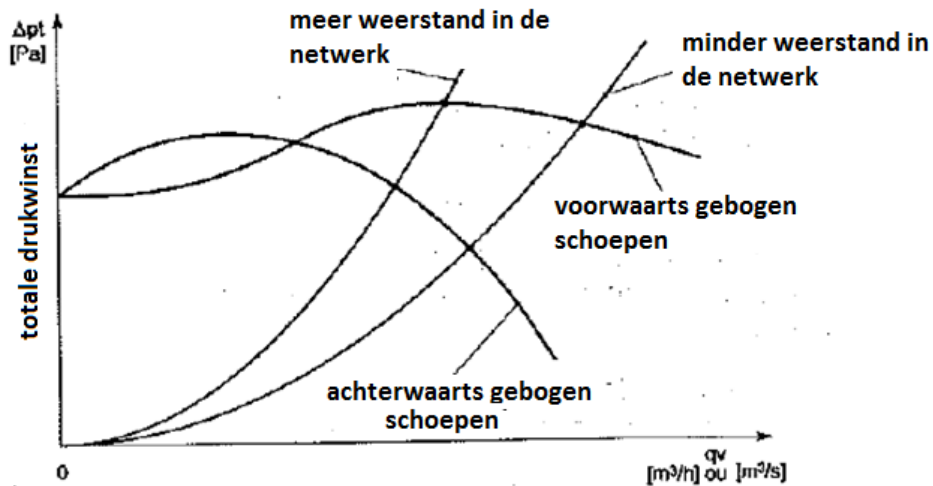 Δpt
[Pa]
meer weerstand in de
netwerk
minder weerstand in
de netwerk
totale drukwinst
voorwaarts gebogen
schoepen
achterwaarts gebogen
schoepen
0
qv
[m³/h] ou [m³/s]